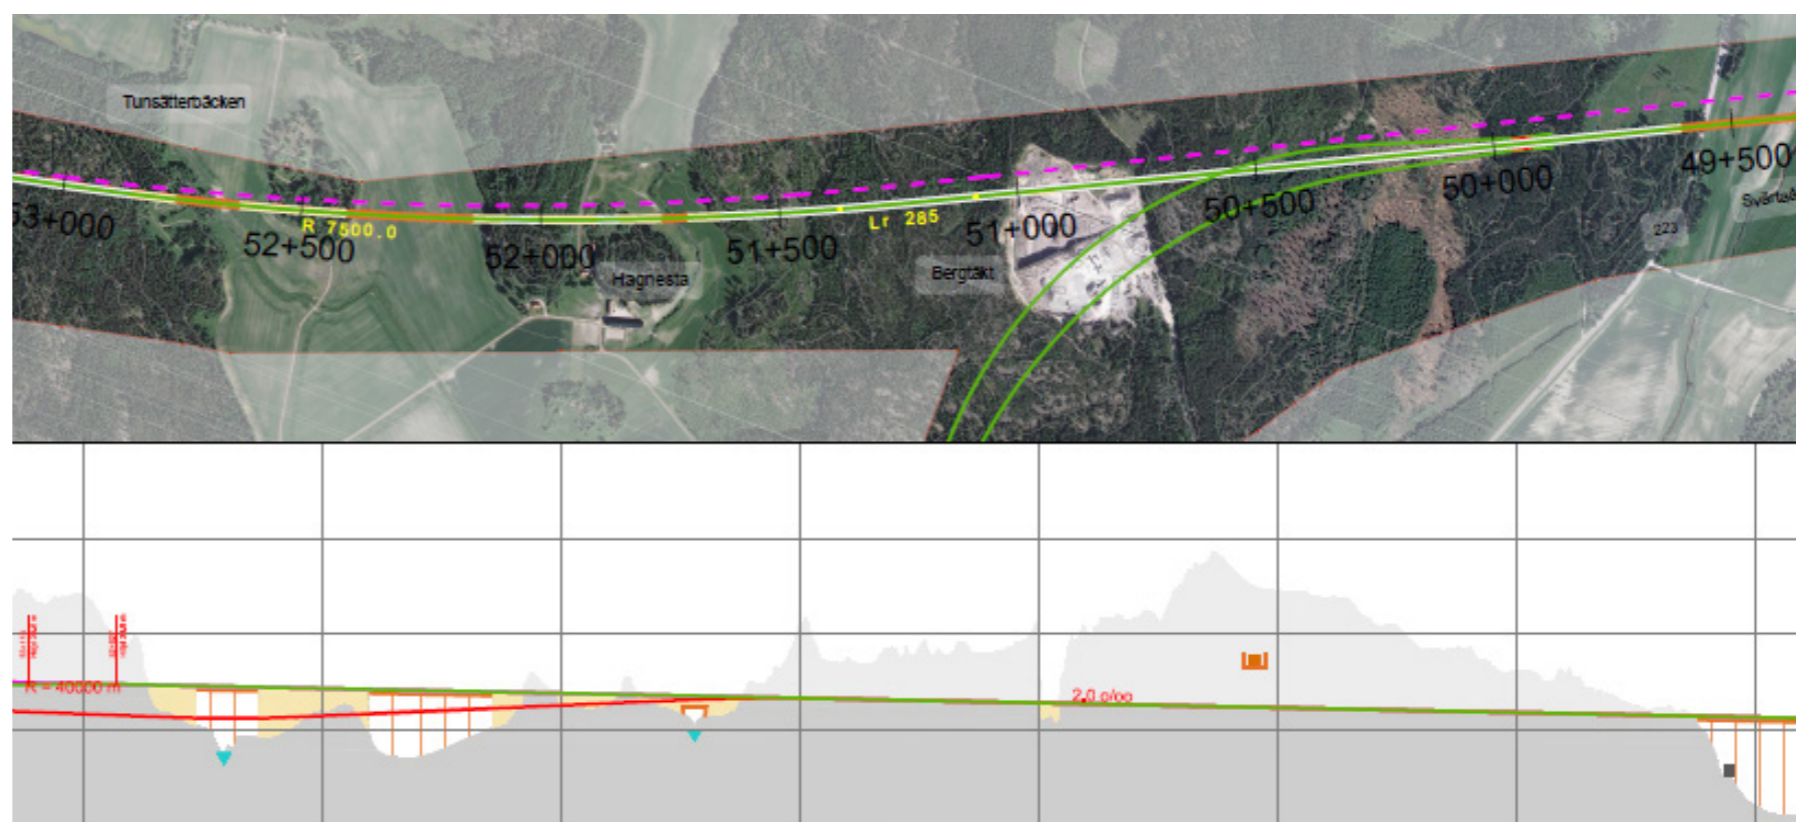 Tunsätterbäcken
53+000
R 7500.0
52+500
52+000
Hagnesta
51+500
Lr 285
51+000
Bergtäkt
50+500
50+000
49+500
223
R = 40000 m
2,0 o/oo